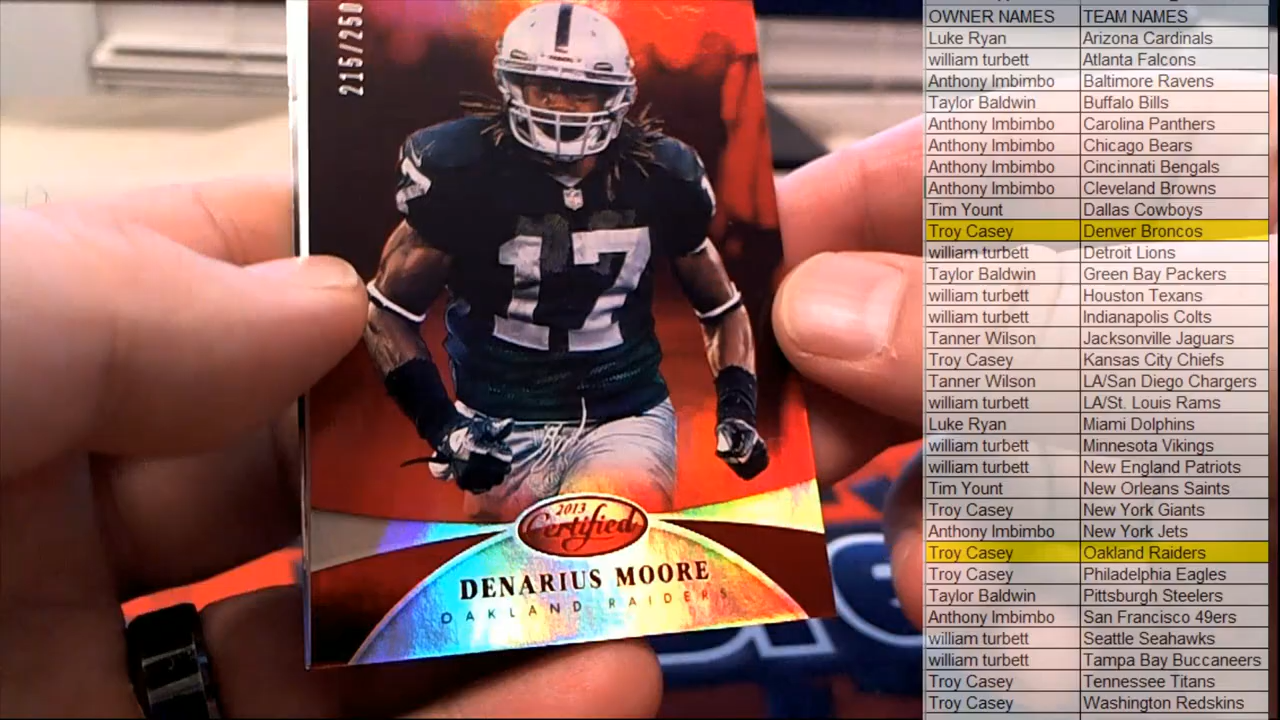 215/250
17
17
17
2013
Certified
DENARIUS MOORE
OAKLAND RAIDERS
OWNER NAMES TEAM NAMES
Luke Ryan Arizona Cardinals
william turbett Atlanta Falcons
Anthony Imbimbo Baltimore Ravens
Taylor Baldwin Buffalo Bills
Anthony Imbimbo Carolina Panthers
Anthony Imbimbo Chicago Bears
Anthony Imbimbo Cincinnati Bengals
Anthony Imbimbo Cleveland Browns
Tim Yount Dallas Cowboys
Troy Casey Denver Broncos
william turbett Detroit Lions
Taylor Baldwin Green Bay Packers
william turbett Houston Texans
william turbett Indianapolis Colts
Tanner Wilson Jacksonville Jaguars
Troy Casey Kansas City Chiefs
Tanner Wilson LA/San Diego Chargers
william turbett LA/St. Louis Rams
Luke Ryan Miami Dolphins
william turbett Minnesota Vikings
william turbett New England Patriots
Tim Yount New Orleans Saints
Troy Casey New York Giants
Anthony Imbimbo New York Jets
Troy Casey Oakland Raiders
Troy Casey Philadelphia Eagles
Taylor Baldwin Pittsburgh Steelers
Anthony Imbimbo San Francisco 49ers
william turbett Seattle Seahawks
william turbett Tampa Bay Buccaneers
Troy Casey Tennessee Titans
Troy Casey Washington Redskins